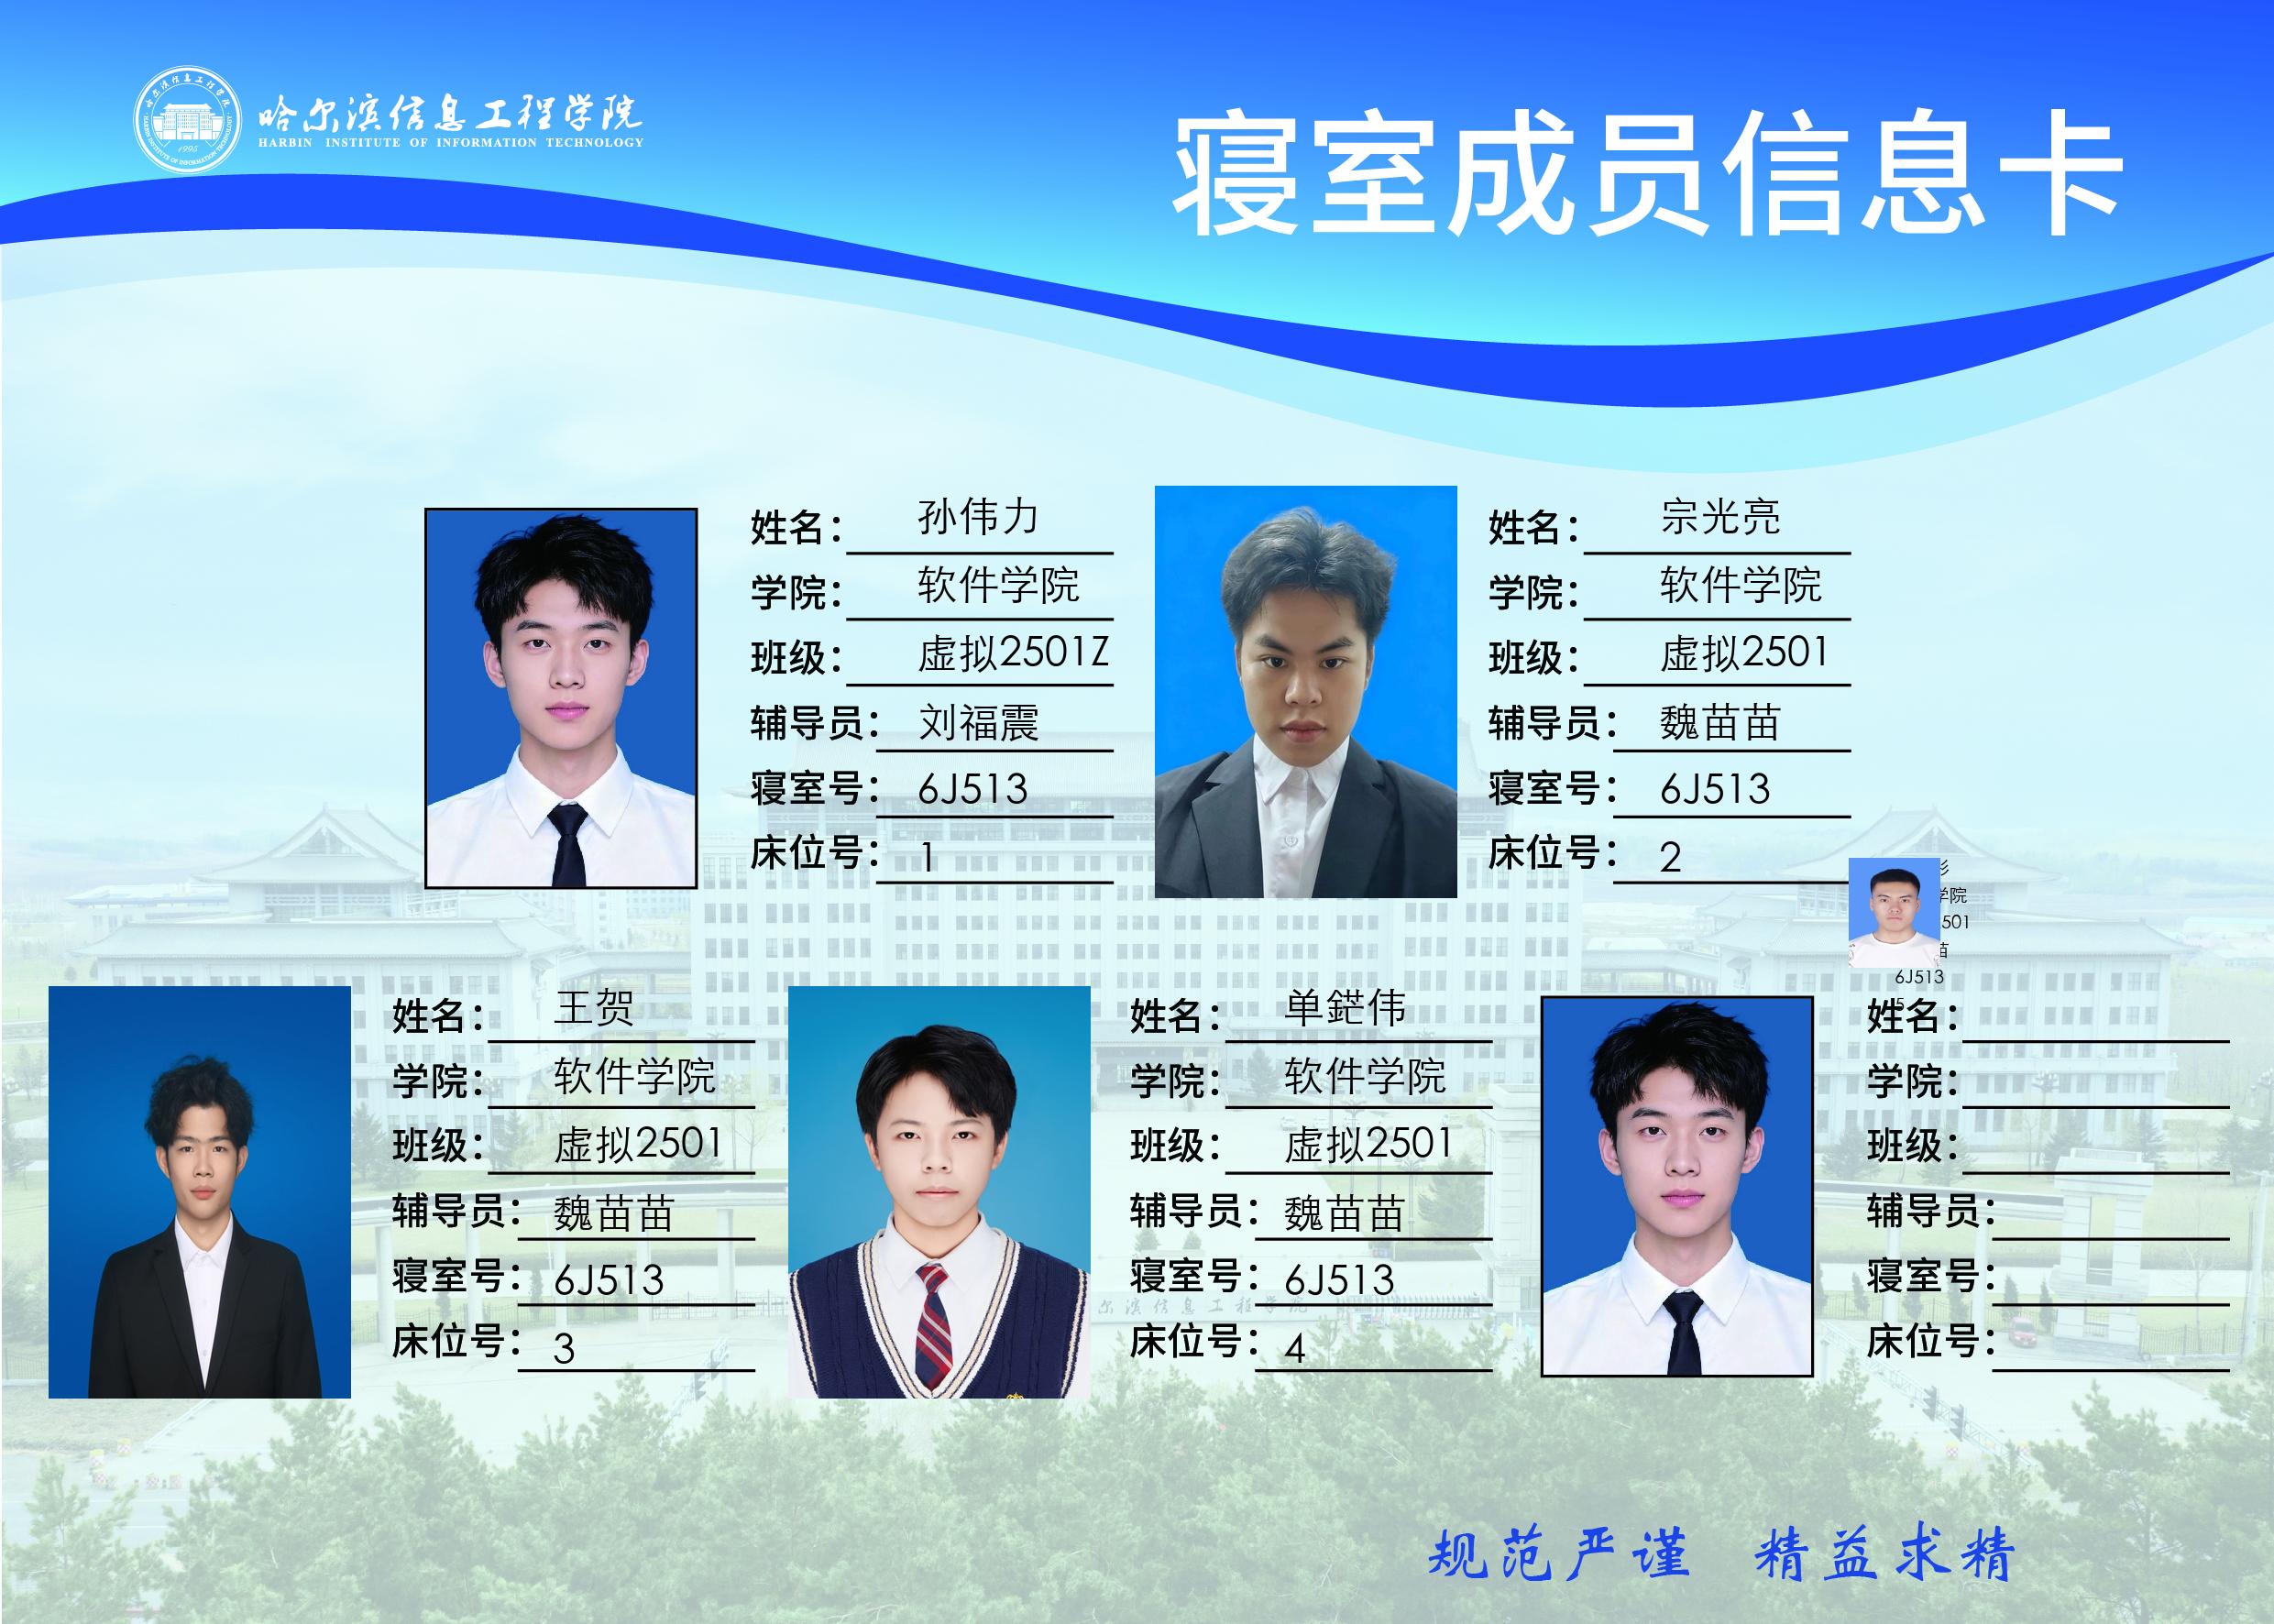 哈尔滨信息工程学院
HARBIN INSTITUTE OF INFORMATION TECHNOLOGY
1995
寝室成员信息卡
姓名： 孙伟力
学院： 软件学院
班级： 虚拟2501Z
辅导员： 刘福震
寝室号： 6J513
床位号： 1
姓名： 宗光亮
学院： 软件学院
班级： 虚拟2501
辅导员： 魏苗苗
寝室号： 6J513
床位号： 2
彡
学院
501
苗
6J513
5
姓名： 王贺
学院： 软件学院
班级： 虚拟2501
辅导员： 魏苗苗
寝室号： 6J513
床位号： 3
姓名： 单鎹伟
学院： 软件学院
班级： 虚拟2501
辅导员： 魏苗苗
寝室号： 6J513
床位号： 4
姓名：
学院：
班级：
辅导员：
寝室号：
床位号：
规范严谨 精益求精